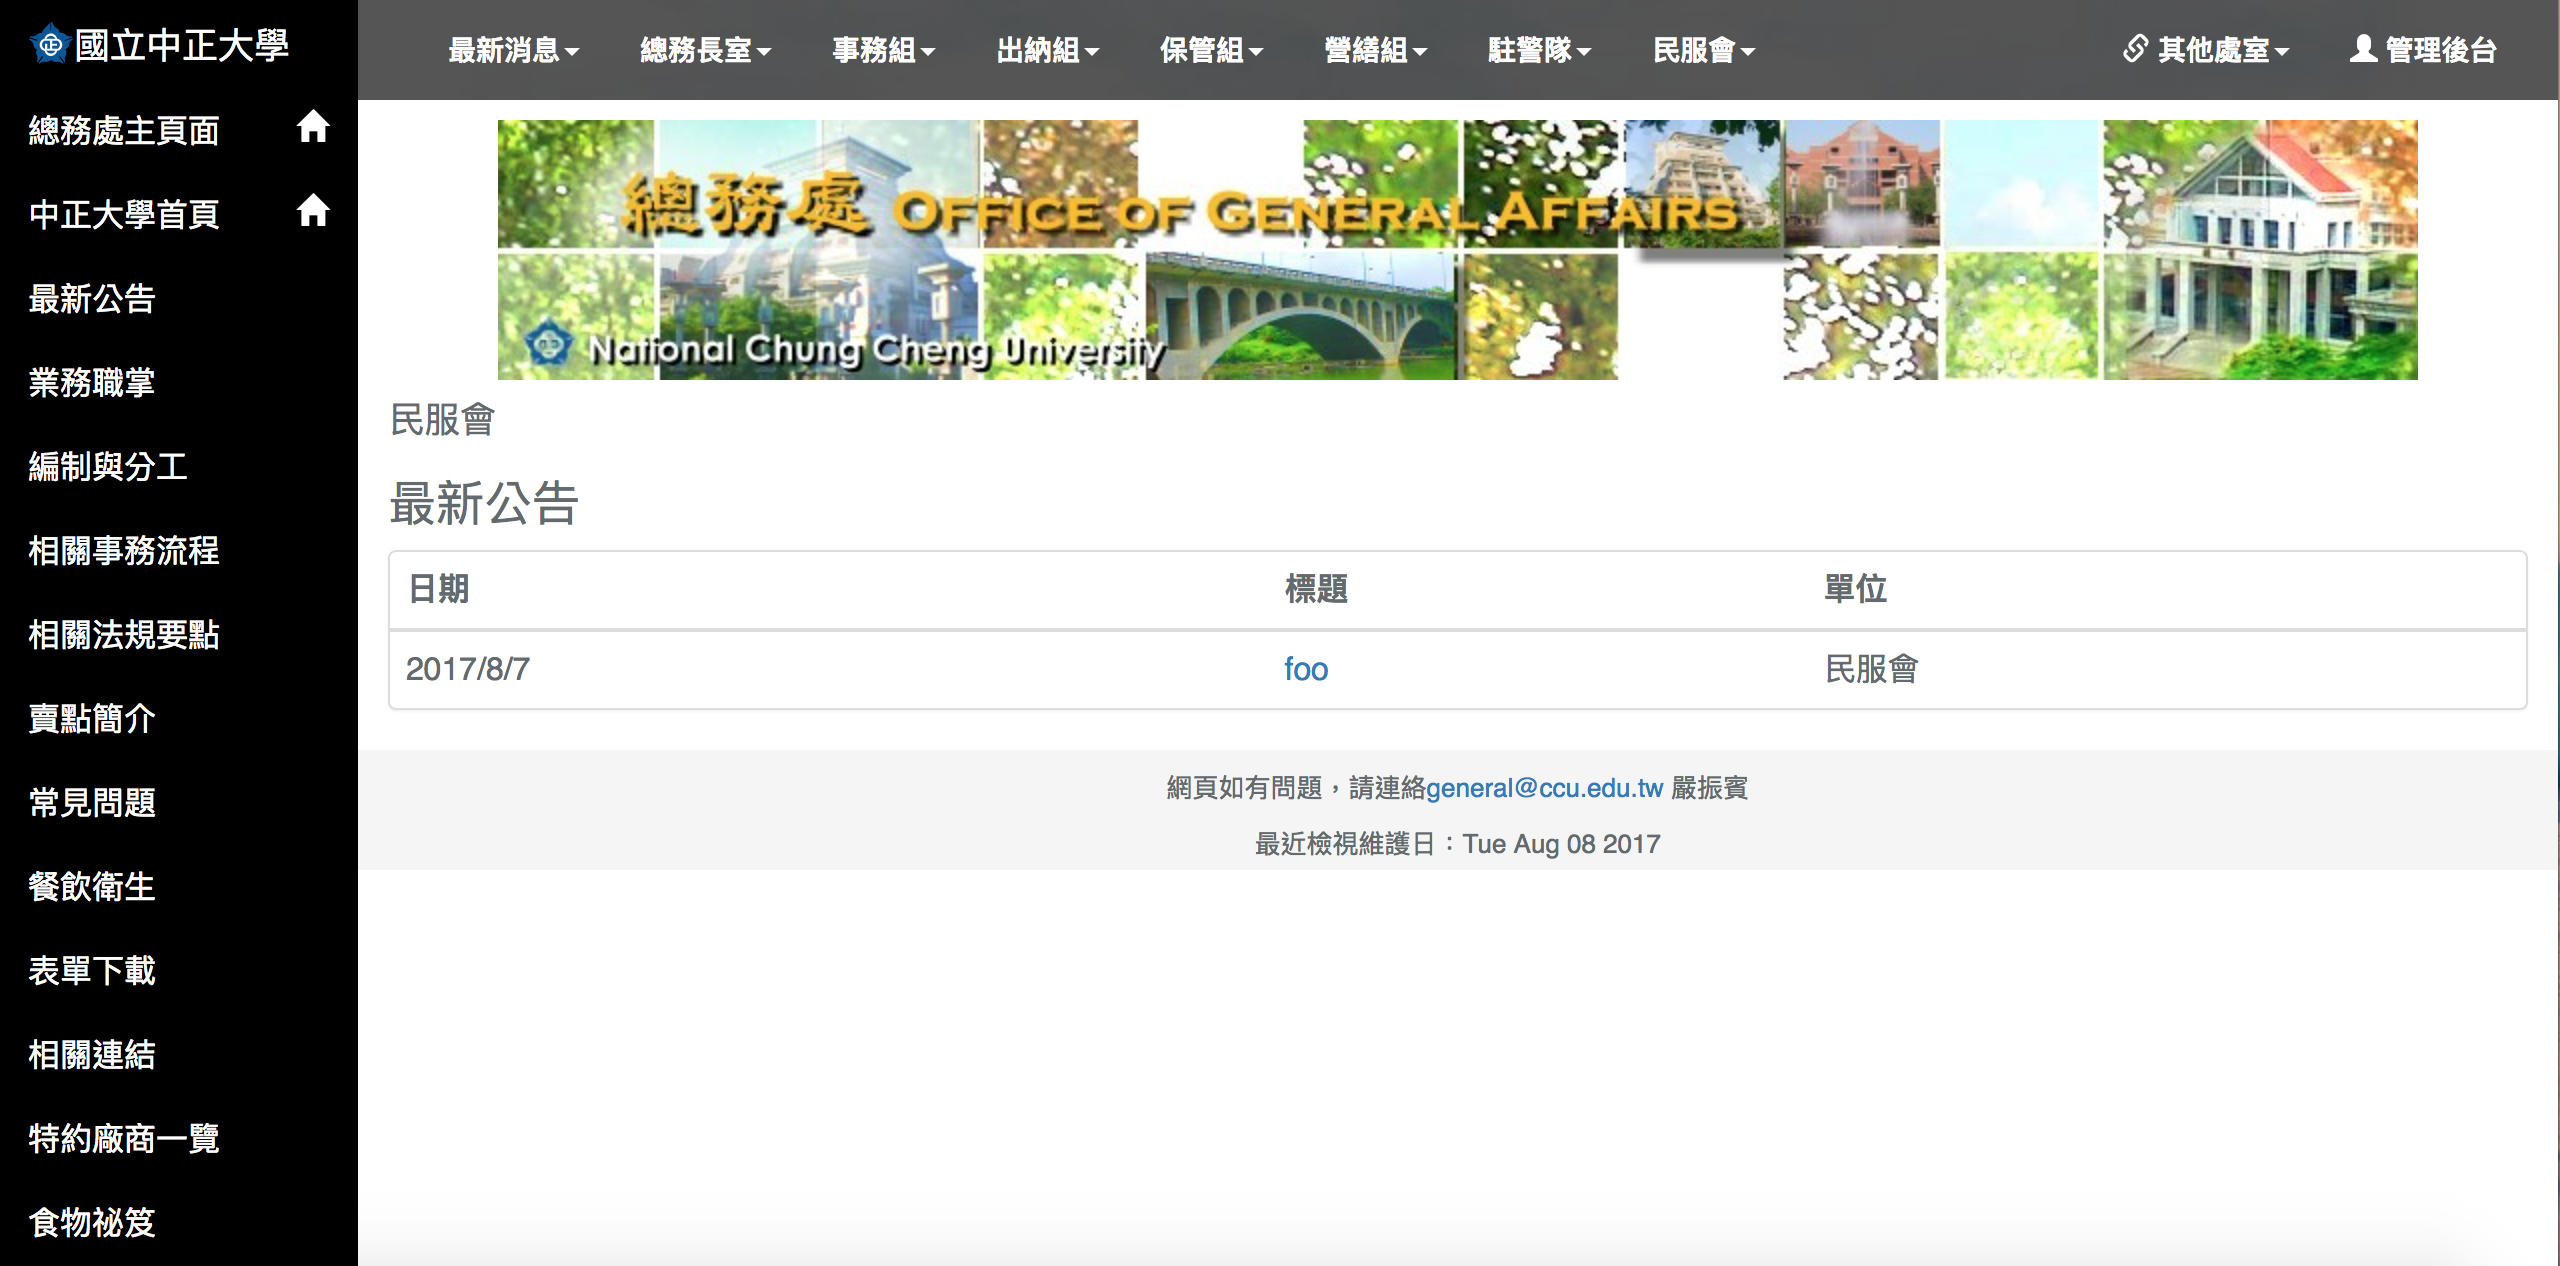 國立中正大學
總務處主頁面
中正大學首頁
最新公告
業務職掌
編制與分工
相關事務流程
相關法規要點
賣點簡介
常見問題
餐飲衛生
表單下載
相關連結
特約廠商一覽
食物祕笈
最新消息 總務長室 事務組 出納組 保管組 營繕組 駐警隊 民服會 其他處室 管理後台
總務處 OFFICE OF GENERAL AFFAIRS
National Chung Cheng University
民服會
最新公告
日期 標題 單位
2017/8/7 foo 民服會
網頁如有問題，請連絡general@ccu.edu.tw 嚴振賓
最近檢視維護日：Tue Aug 08 2017